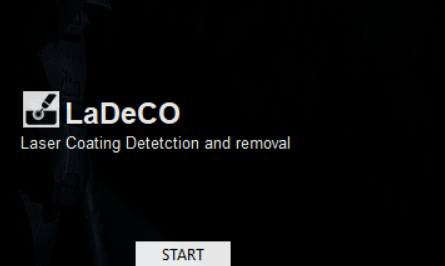 LaDeCO
Laser Coating Detetction and removal
START